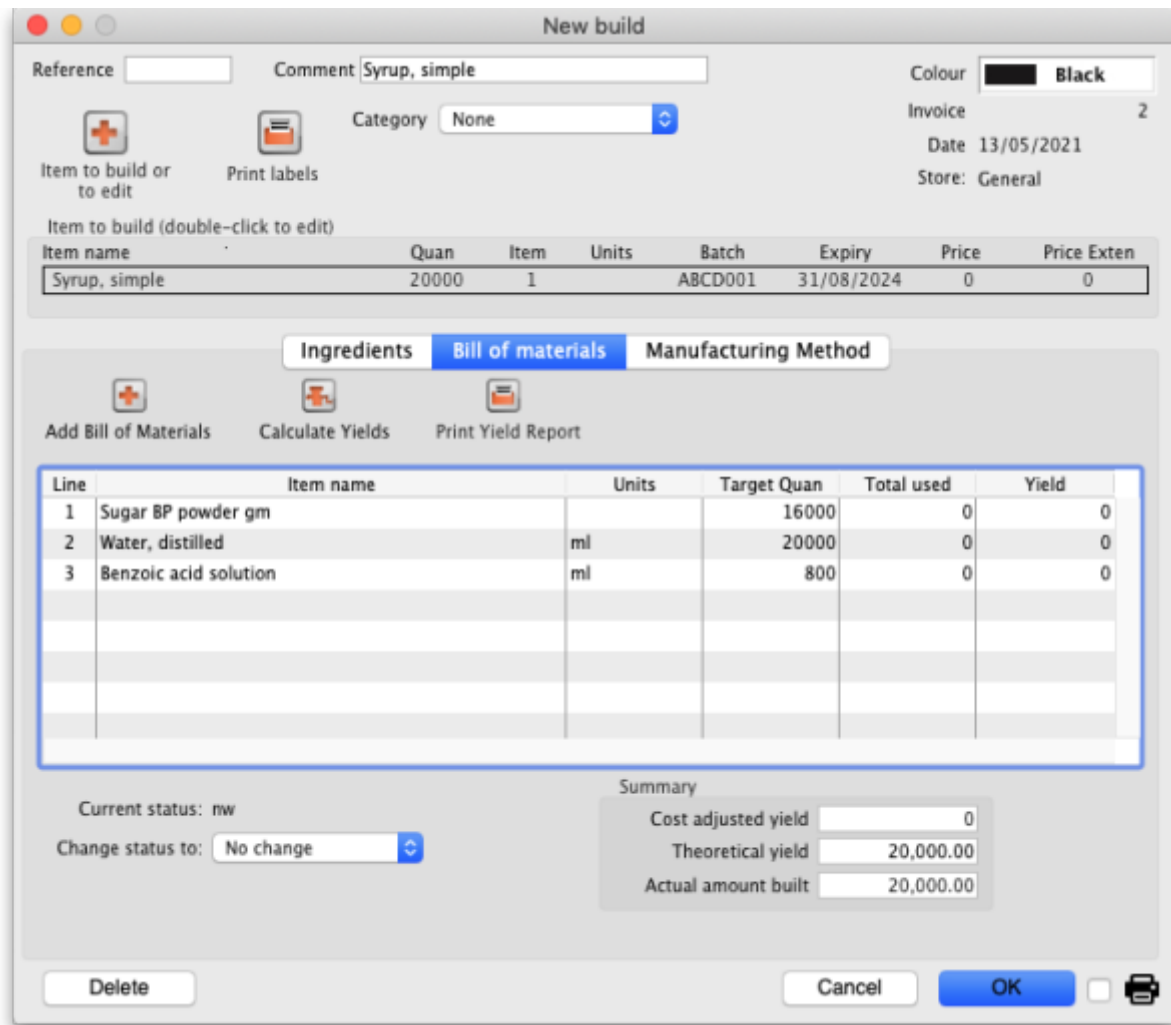 New build
Reference Comment Syrup, simple Colour Black
Category None Invoice 2
Date 13/05/2021
Item to build or to edit Print labels Store: General
Item to build (double-click to edit)
Item name Quan Item Units Batch Expiry Price Price Exten
Syrup, simple 20000 1 ABCD001 31/08/2024 0 0
Ingredients Bill of materials Manufacturing Method
Add Bill of Materials Calculate Yields Print Yield Report
Line Item name Units Target Quan Total used Yield
1 Sugar BP powder gm 16000 0 0
2 Water, distilled ml 20000 0 0
3 Benzoic acid solution ml 800 0 0
Summary
Current status: nw Cost adjusted yield 0
Change status to: No change Theoretical yield 20,000.00
Actual amount built 20,000.00
Delete Cancel OK